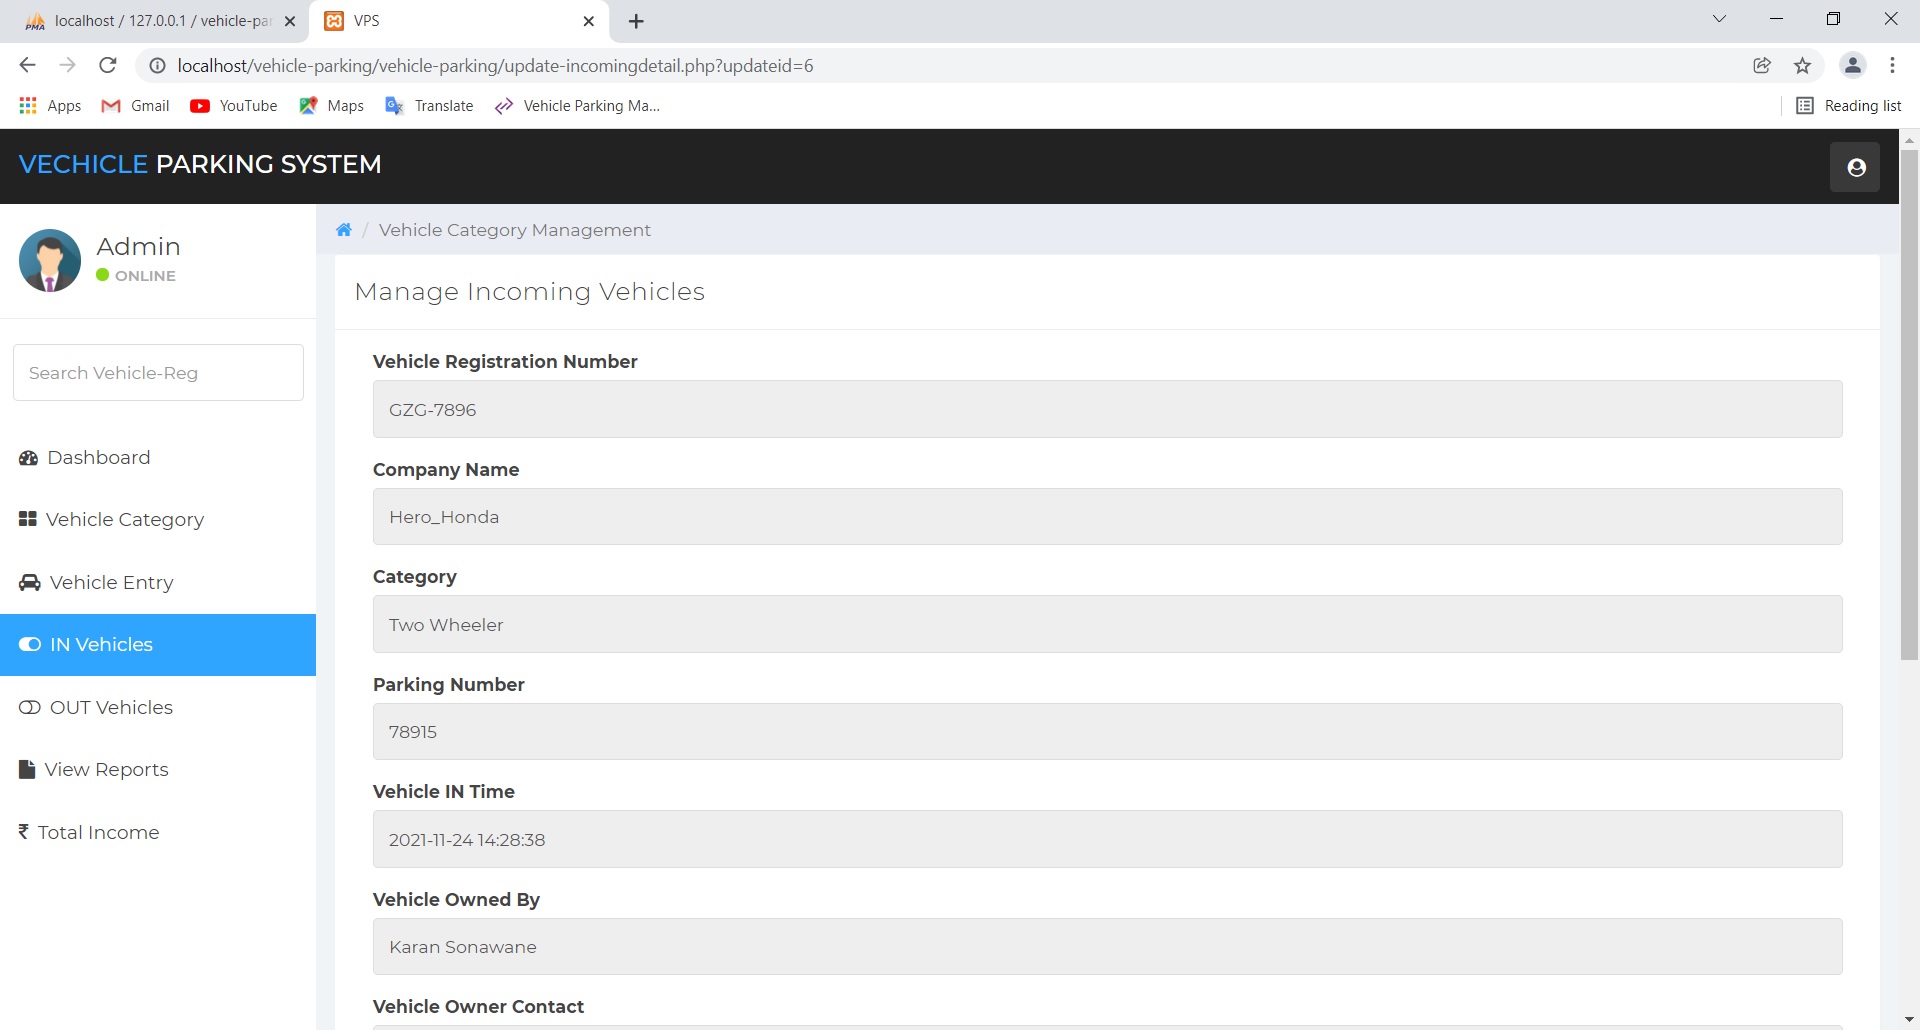 localhost / 127.0.0.1 / vehicle-par
VPS
localhost/vehicle-parking/vehicle-parking/update-incomingdetail.php?updateid=6
Apps
Gmail
YouTube
Maps
Translate
Vehicle Parking Ma...
Reading list
VECHICLE PARKING SYSTEM
Admin
ONLINE
Search Vehicle-Reg
Dashboard
Vehicle Category
Vehicle Entry
IN Vehicles
OUT Vehicles
View Reports
₹ Total Income
/ Vehicle Category Management
Manage Incoming Vehicles
Vehicle Registration Number
GZG-7896
Company Name
Hero_Honda
Category
Two Wheeler
Parking Number
78915
Vehicle IN Time
2021-11-24 14:28:38
Vehicle Owned By
Karan Sonawane
Vehicle Owner Contact